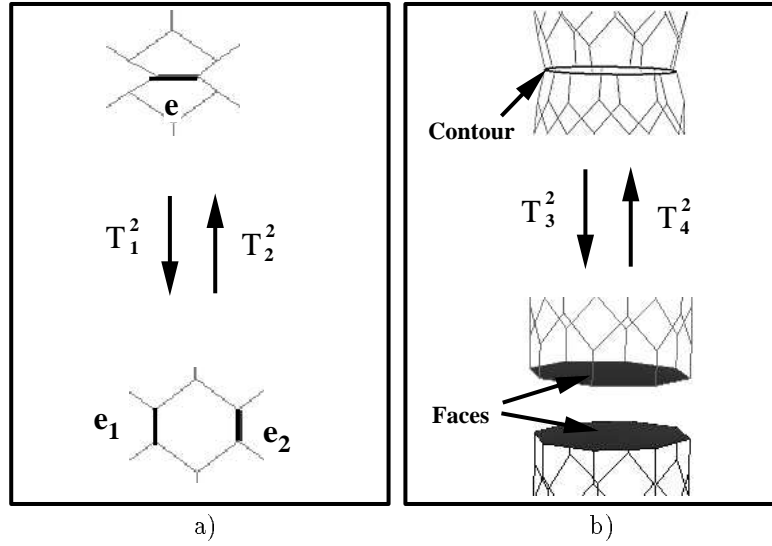 e
T₁² T₂²
e₁ e₂
a)
Contour
T₃² T₄²
Faces
b)